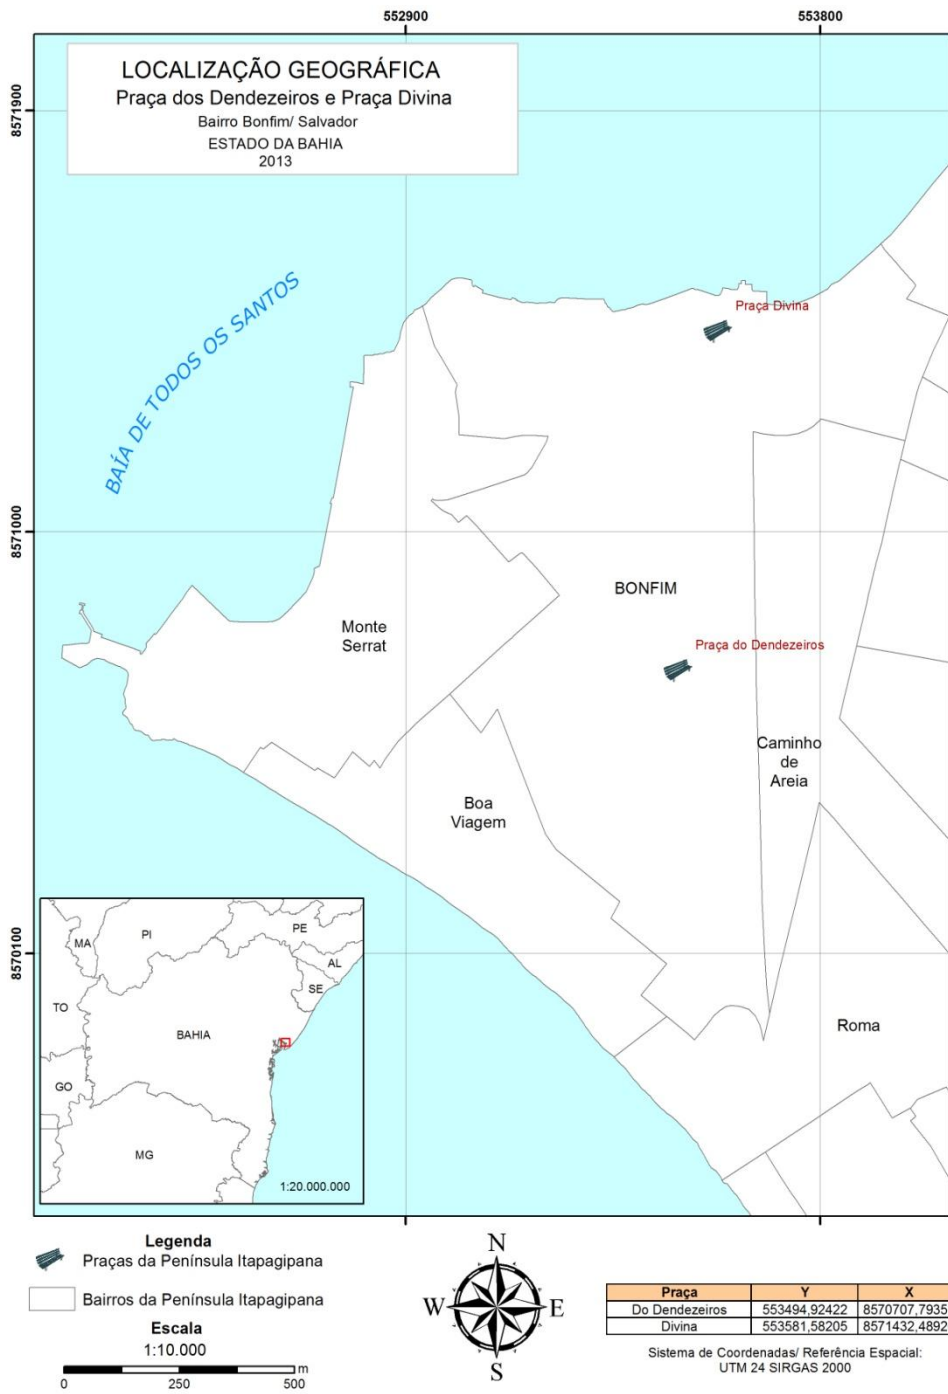 552900
553800
LOCALIZAÇÃO GEOGRÁFICA
Praça dos Dendezeiros e Praça Divina
Bairro Bonfim/ Salvador
ESTADO DA BAHIA
2013
8571900
BAÍA DE TODOS OS SANTOS
Praça Divina
8571000
BONFIM
Monte
Serrat
Praça do Dendezeiros
Caminho
de
Areia
Boa
Viagem
8570100
Roma
MA
PI
PE
AL
SE
TO
BAHIA
GO
MG
1:20.000.000
Legenda
Praças da Península Itapagipana
Bairros da Península Itapagipana
Escala
1:10.000
m
0 250 500
N
W E
S
Praça Y X
Do Dendezeiros 553494,92422 8570707,7935
Divina 553581,58205 8571432,4892
Sistema de Coordenadas/ Referência Espacial:
UTM 24 SIRGAS 2000